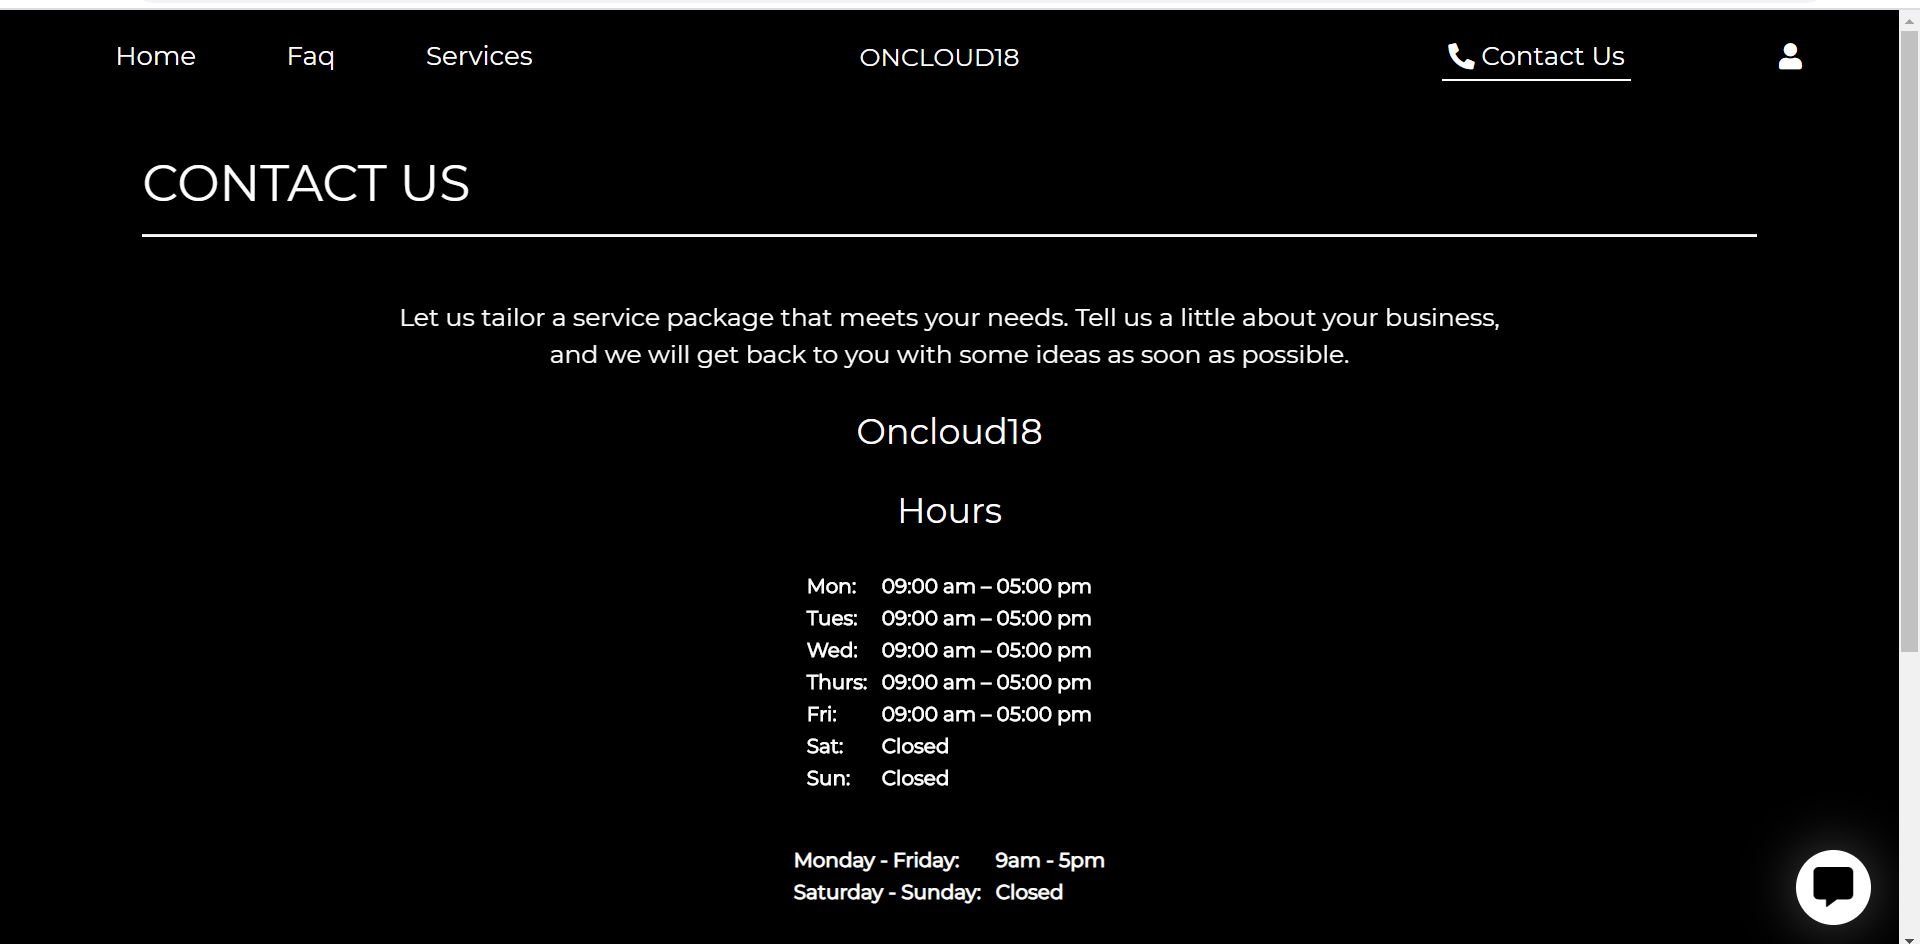 Home Faq Services ONCLOUD18 Contact Us
CONTACT US
Let us tailor a service package that meets your needs. Tell us a little about your business,
and we will get back to you with some ideas as soon as possible.
Oncloud18
Hours
Mon: 09:00 am – 05:00 pm
Tues: 09:00 am – 05:00 pm
Wed: 09:00 am – 05:00 pm
Thurs: 09:00 am – 05:00 pm
Fri: 09:00 am – 05:00 pm
Sat: Closed
Sun: Closed
Monday - Friday: 9am - 5pm
Saturday - Sunday: Closed